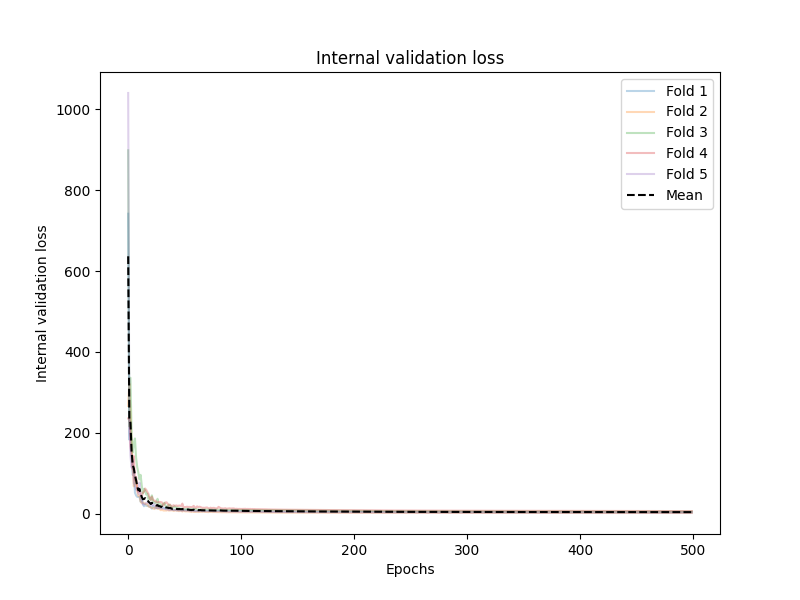 Internal validation loss
Internal validation loss
1000
800
600
400
200
0
0
100
200
300
400
500
Epochs
Fold 1
Fold 2
Fold 3
Fold 4
Fold 5
Mean